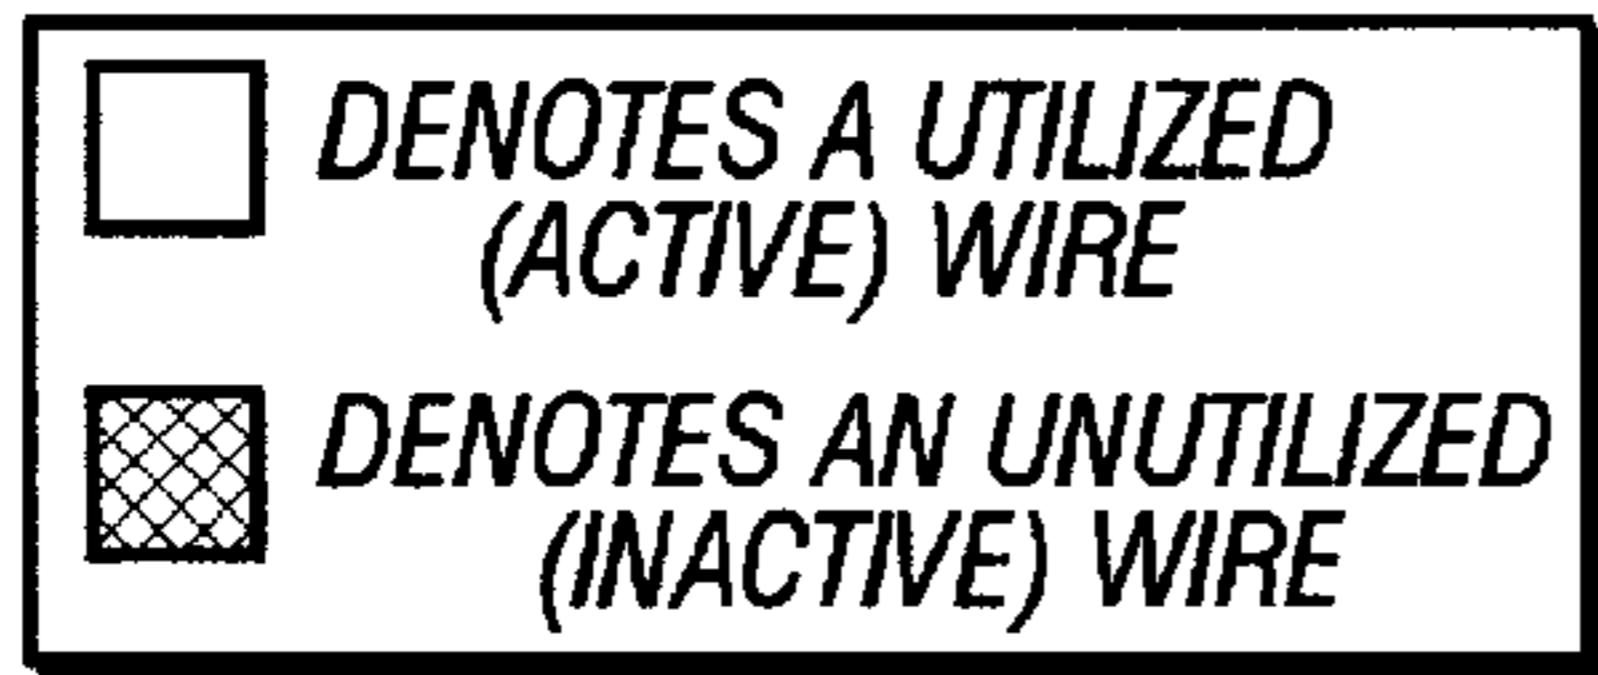 DENOTES A UTILIZED
(ACTIVE) WIRE
DENOTES AN UNUTILIZED
(INACTIVE) WIRE